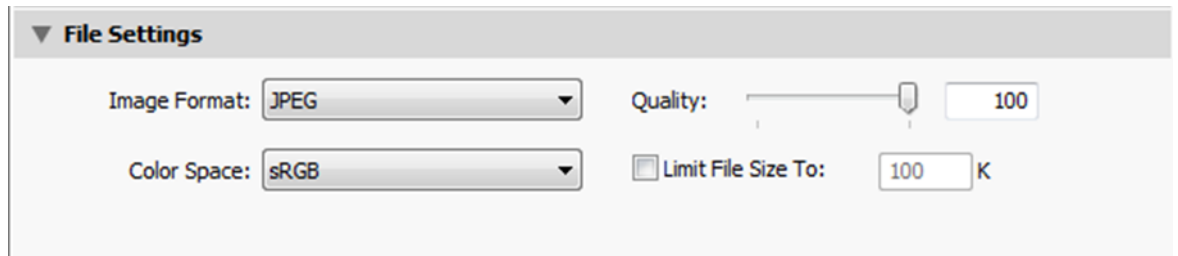 File Settings
Image Format: JPEG Quality: 100
Color Space: sRGB Limit File Size To: 100 K